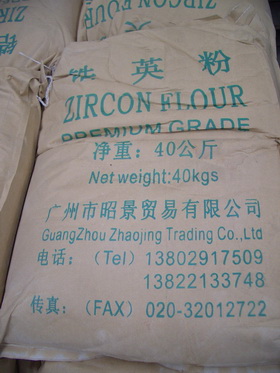 英粉
ZIRCON FLOUR
PREMIUM GRADE
净重：40公斤
Net weight:40kgs
广州市昭景贸易有限公司
GuangZhou Zhaojing Trading Co.,Ltd
电话：（Tel）13802917509
13822133748
传真：（FAX）020-32012722